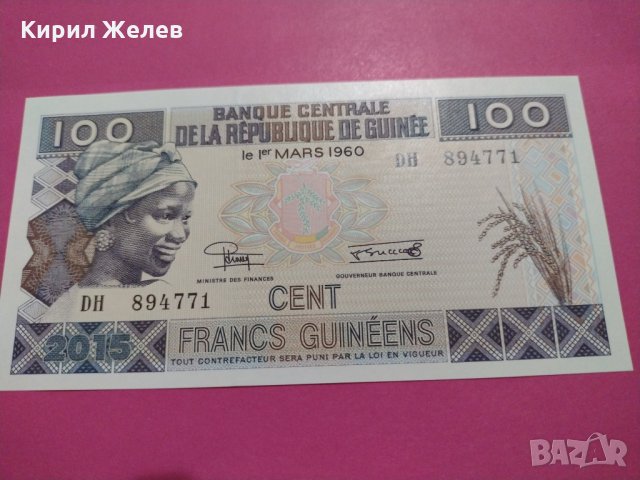 Кирил Желев
100
BANQUE CENTRALE
DE LA RÉPUBLIQUE DE GUINÉE
100
le 1er MARS 1960
DH 894771
MINISTRE DES FINANCES
GOUVERNEUR BANQUE CENTRALE
DH 894771
CENT
FRANCS GUINÉENS
2015
TOUT CONTREFACTEUR SERA PUNI PAR LA LOI EN VIGUEUR
BAZAR